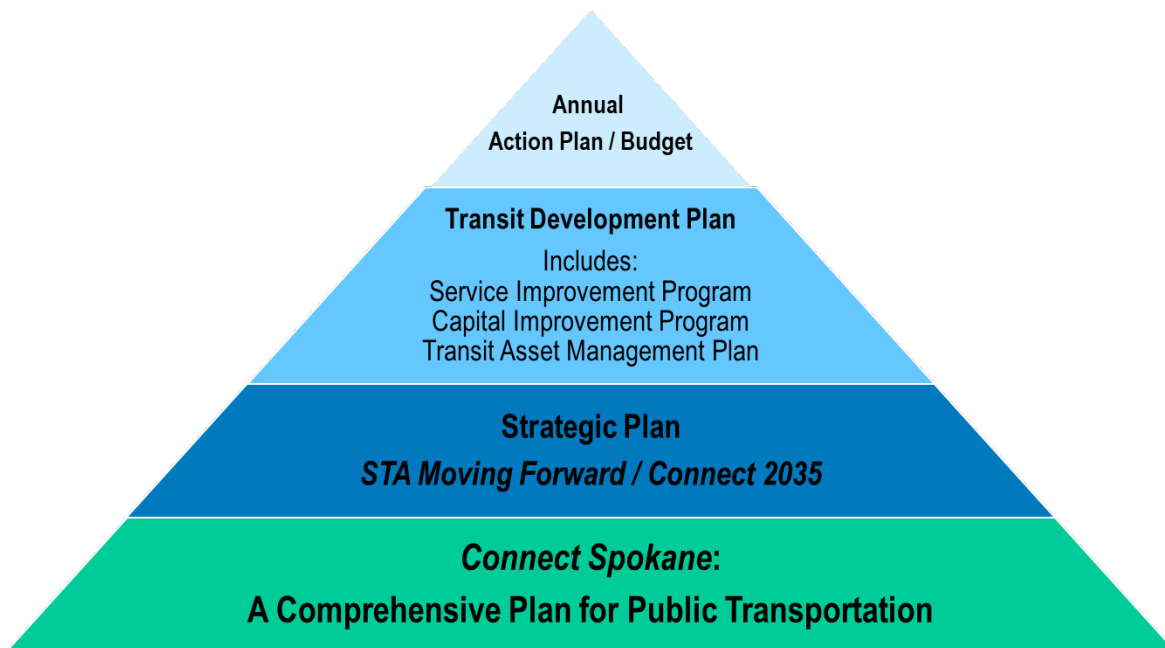 Annual
Action Plan / Budget
Transit Development Plan
Includes:
Service Improvement Program
Capital Improvement Program
Transit Asset Management Plan
Strategic Plan
STA Moving Forward / Connect 2035
Connect Spokane:
A Comprehensive Plan for Public Transportation